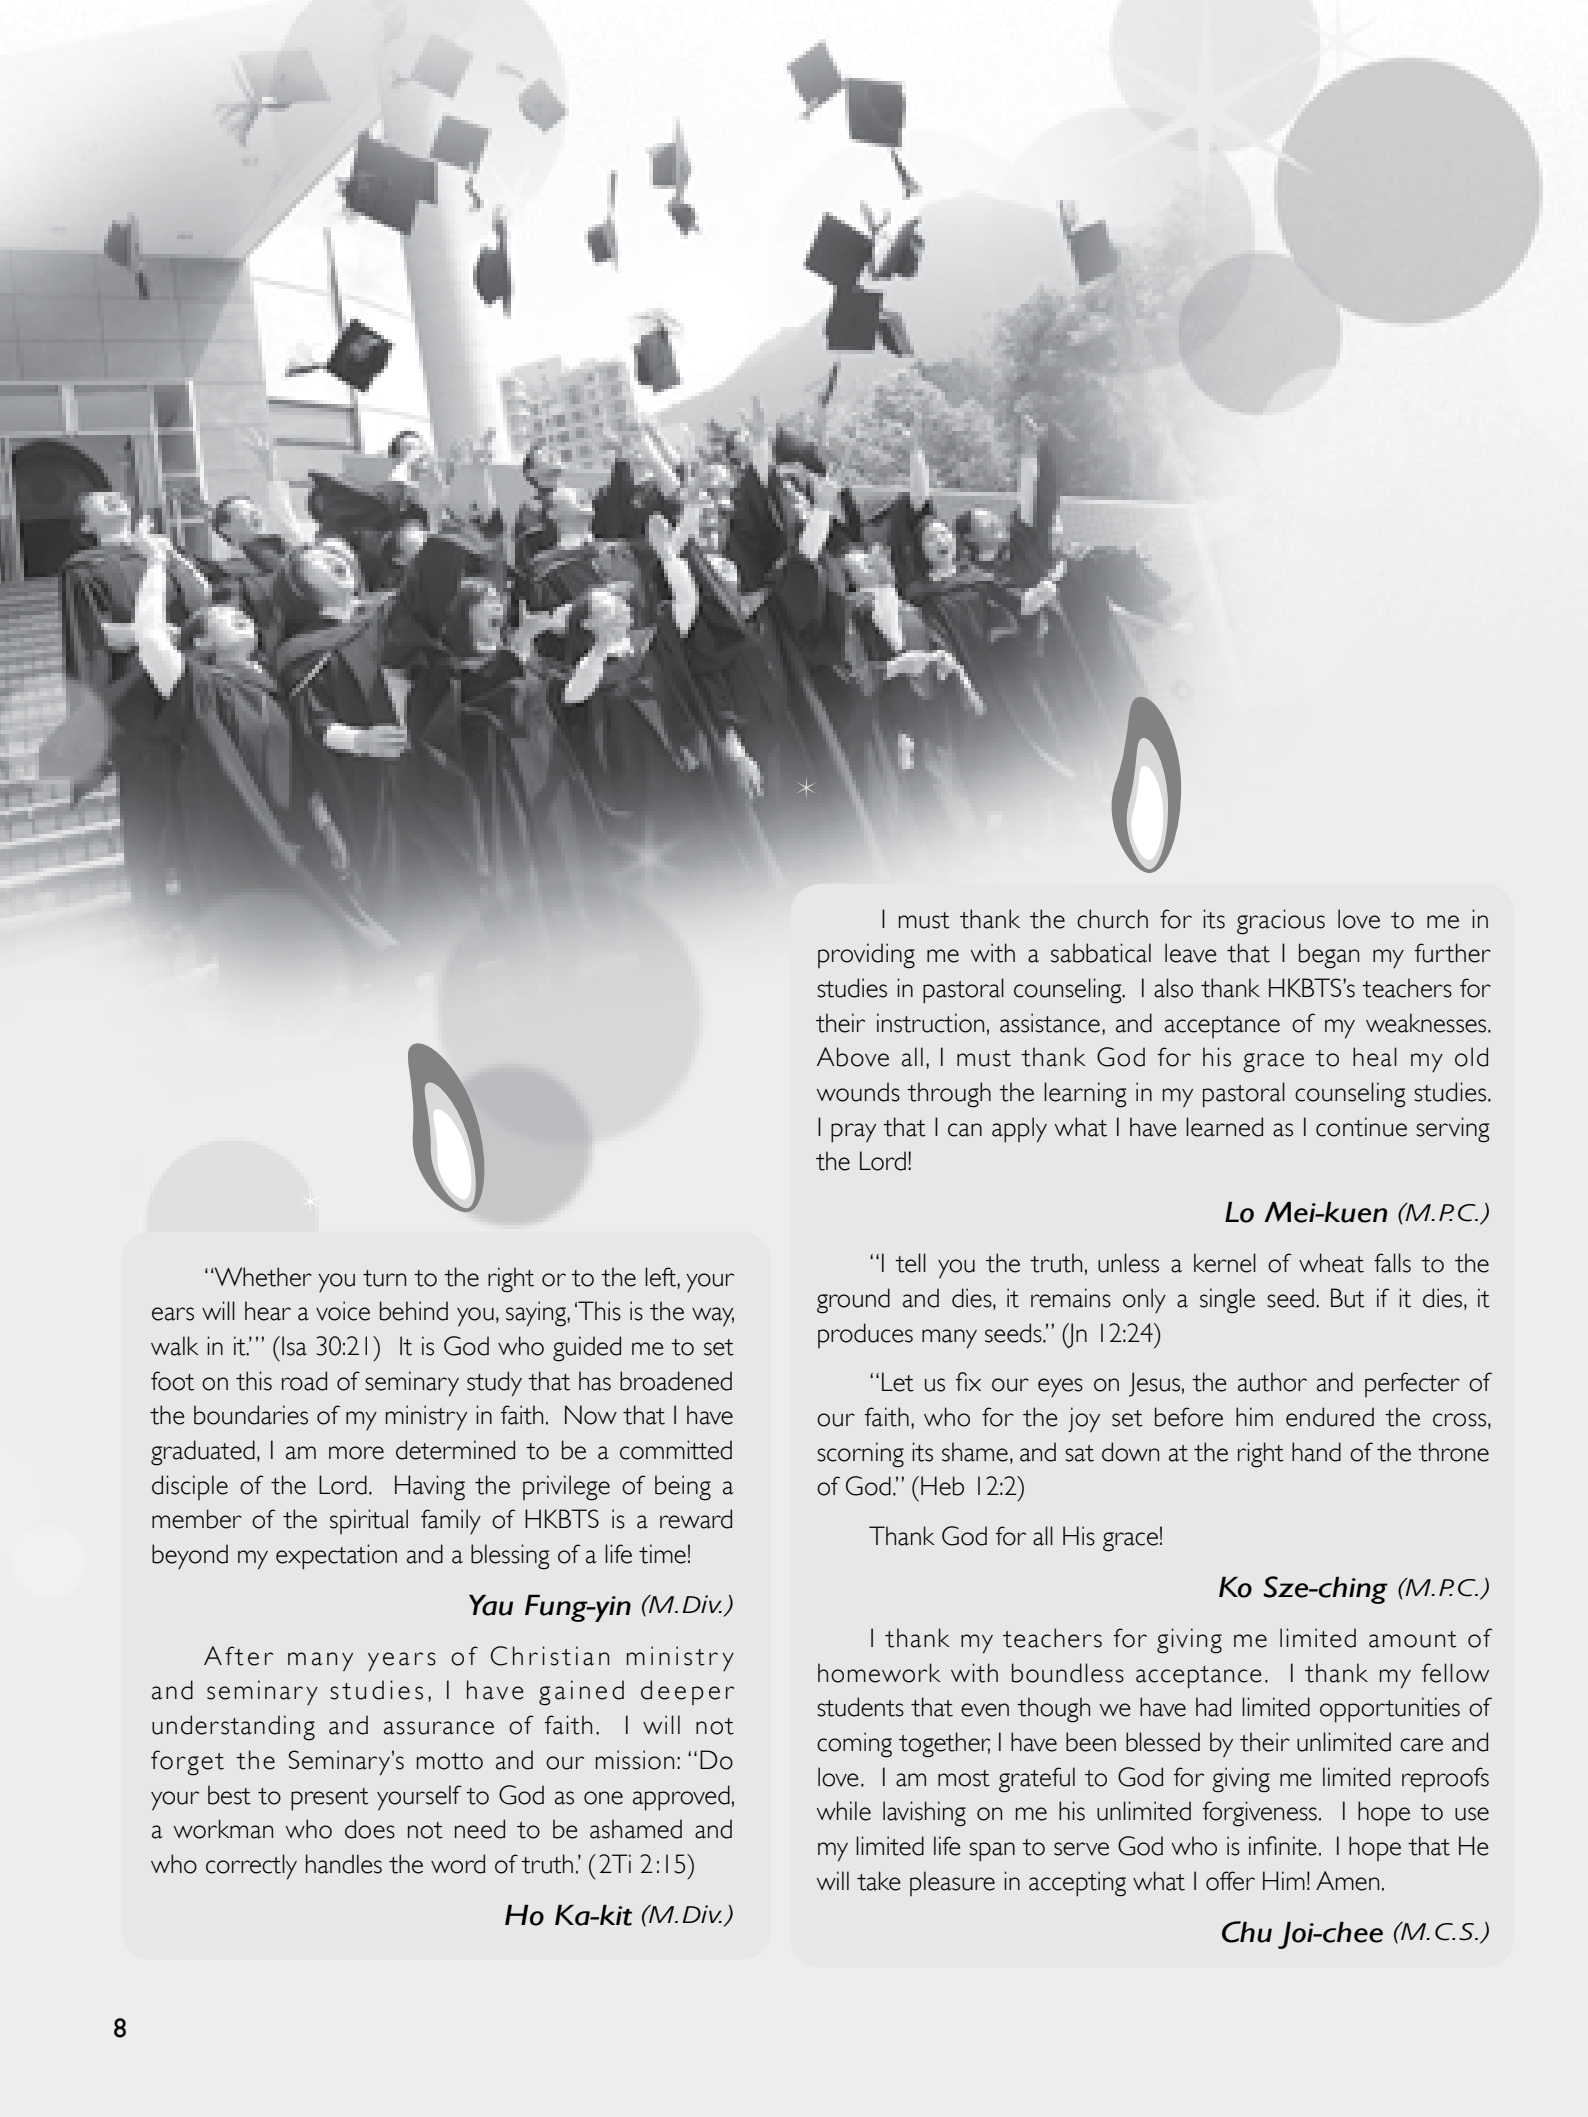 “Whether you turn to the right or to the left, your
ears will hear a voice behind you, saying, ‘This is the way,
walk in it.’” (Isa 30:21)  It is God who guided me to set
foot on this road of seminary study that has broadened
the boundaries of my ministry in faith.  Now that I have
graduated, I am more determined to be a committed
disciple of the Lord.  Having the privilege of being a
member of the spiritual family of HKBTS is a reward
beyond my expectation and a blessing of a life time!
Yau Fung-yin (M.Div.)
After many years of Christian ministry
and seminary studies, I have gained deeper
understanding and assurance of faith.  I will not
forget the Seminary’s motto and our mission: “Do
your best to present yourself to God as one approved,
a workman who does not need to be ashamed and
who correctly handles the word of truth.’ (2Ti 2:15)
Ho Ka-kit (M.Div.)
I must thank the church for its gracious love to me in
providing me with a sabbatical leave that I began my further
studies in pastoral counseling.  I also thank HKBTS’s teachers for
their instruction, assistance, and acceptance of my weaknesses.
Above all, I must thank God for his grace to heal my old
wounds through the learning in my pastoral counseling studies.
I pray that I can apply what I have learned as I continue serving
the Lord!
Lo Mei-kuen (M.P.C.)
“I tell you the truth, unless a kernel of wheat falls to the
ground and dies, it remains only a single seed. But if it dies, it
produces many seeds.” (Jn 12:24)
“Let us fix our eyes on Jesus, the author and perfecter of
our faith, who for the joy set before him endured the cross,
scorning its shame, and sat down at the right hand of the throne
of God.” (Heb 12:2)
Thank God for all His grace!
Ko Sze-ching (M.P.C.)
I thank my teachers for giving me limited amount of
homework with boundless acceptance.  I thank my fellow
students that even though we have had limited opportunities of
coming together, I have been blessed by their unlimited care and
love.  I am most grateful to God for giving me limited reproofs
while lavishing on me his unlimited forgiveness.  I hope to use
my limited life span to serve God who is infinite.  I hope that He
will take pleasure in accepting what I offer Him! Amen.
Chu Joi-chee (M.C.S.)
8